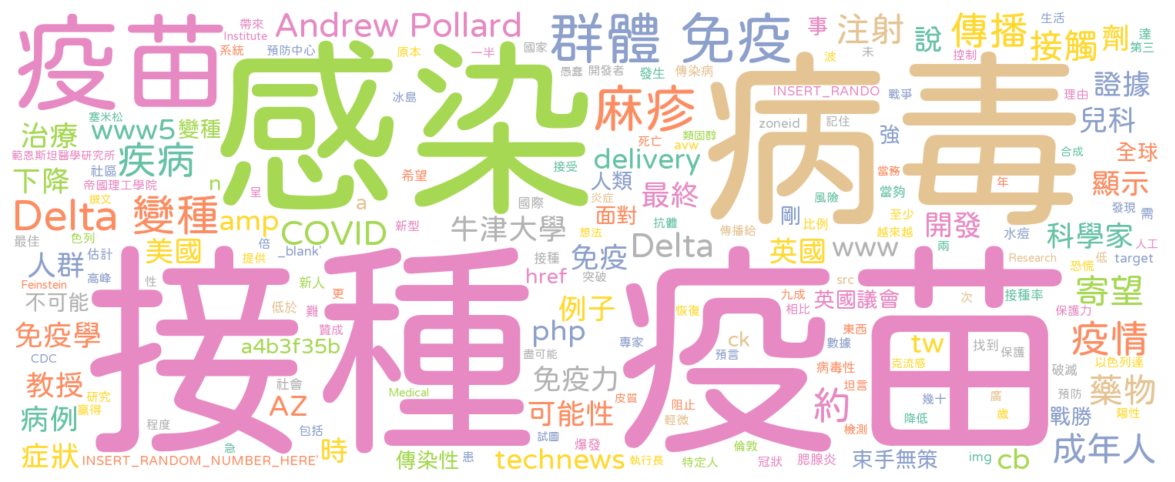 疫苗
帶來
Institute
系統
Andrew Pollard
預防中心
原本
一半
國家
群體 免疫
愚蠢
開發者
發生
傳染病
事
波
未
注射
說
傳播
控制
生活
接觸
劑
達
第三
感染
病毒
塞米松
冰島
麻疹
INSERT_RANDO
戰爭
理由
證據
治療
www5
變種
死亡
類固醇
zoneid
記住
強
兒科
範恩斯坦醫學研究所
社區
疾病
接受
delivery
avw
合成
全球
下降
帝國理工學院
n
呈
希望
人類
炎症
最終
當務
當夠
年
顯示
撰文
a
國際
面對
抗體
風險
剛
至少
發現
需
Delta 變種
amp
新型
想法
傳播給
比例
越來越
開發
水痘
人工
最佳
色列
美國
倍
COVID
牛津大學
Delta
英國
www
兩
科學家
人群
估計
提供
_blank
接種
免疫
恐慌
低
target
Feinstein
高峰
新人
href
突破
src
Research
不可能
性
低於
難
更
例子
恢復
九成
相比
英國議會
次
接種率
寄望
保護力
免疫學
贊成
php
ck
東西
CDC
a4b3f35b
盡可能
專家
預言
數據
tw
找到
保護
疫情
接種
疫苗
教授
研究
贏得
社會
Medical
免疫力
病毒性
坦言
克流感
破滅
以色列達
病例
AZ
可能性
皮質
阻止
輕微
約
幾十
廣
預防
藥物
程度
包括
降低
歲
戰勝
陽性
症狀
急
INSERT_RANDOM_NUMBER_HERE'
時
傳染性
患
試圖
technews
爆發
執行長
倫敦
特定人
冠狀
腮腺炎
檢測
束手無策
img
cb
成年人